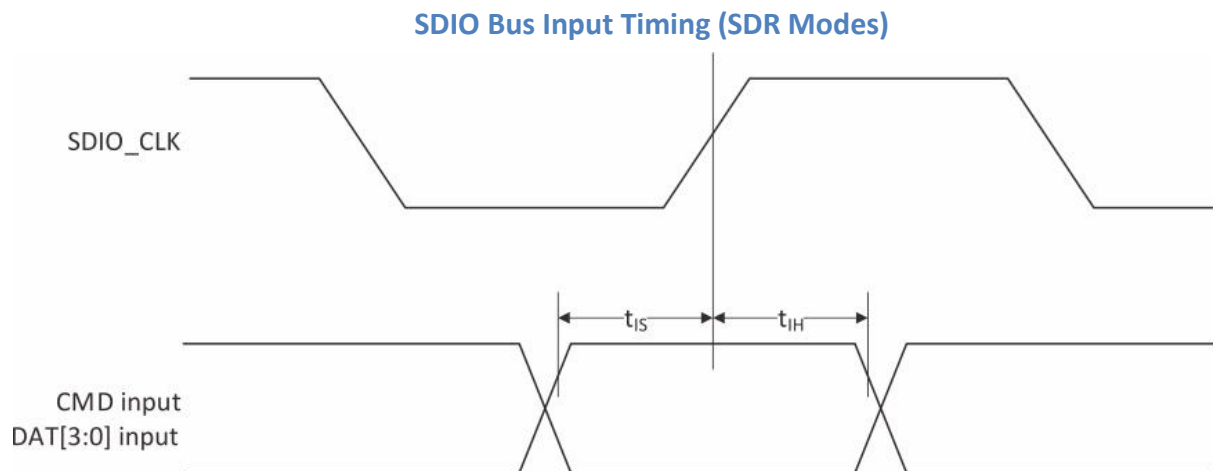 SDIO Bus Input Timing (SDR Modes)
SDIO_CLK
tIS
tIH
CMD input
DAT[3:0] input